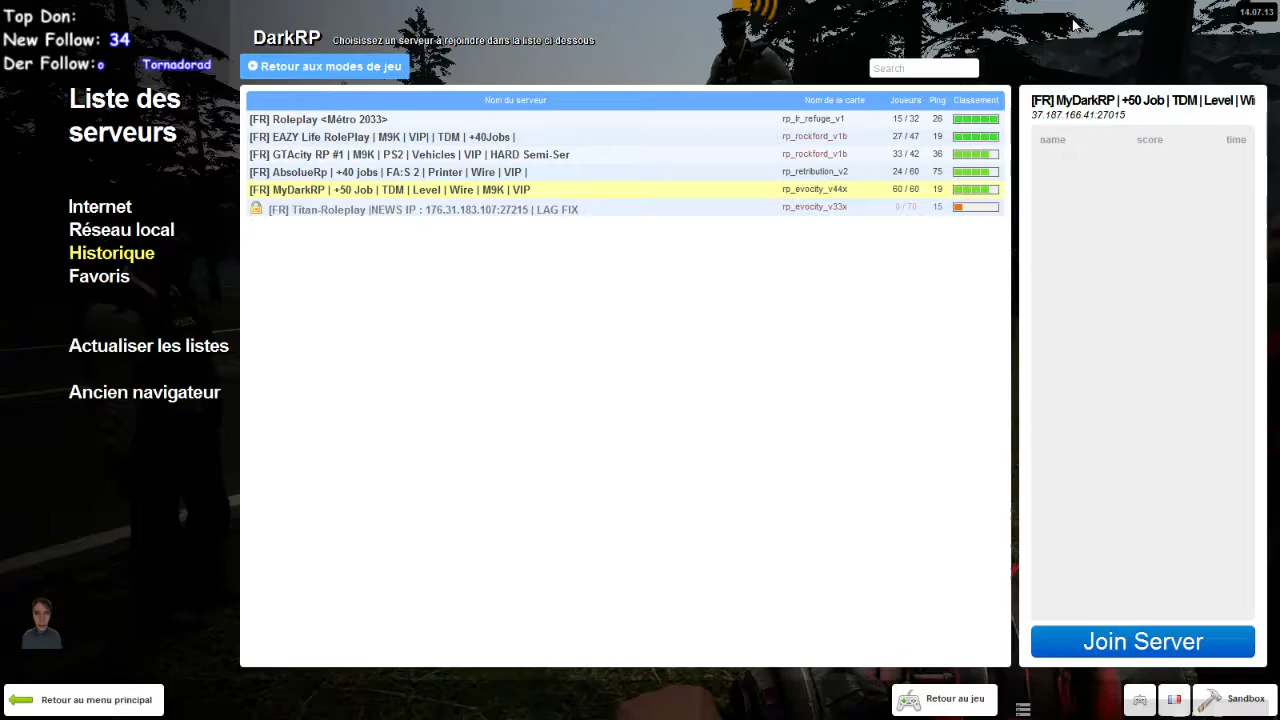 Top Don:
New Follow: 34
Der Follow:o Tornadorad
14.07.13
DarkRP Choisissez un serveur à rejoindre dans la liste ci-dessous
Retour aux modes de jeu
Search
Liste des
serveurs
Internet
Réseau local
Historique
Favoris
Actualiser les listes
Ancien navigateur
Nom du serveur Nom de la carte Joueurs Ping Classement
[FR] Roleplay <Métro 2033> rp_lr_refuge_v1 15 / 32 26
[FR] EAZY Life RolePlay | M9K | VIP| | TDM | +40Jobs | rp_rockford_v1b 27 / 47 19
[FR] GTAcity RP #1 | M9K | PS2 | Vehicles | VIP | HARD Semi-Ser rp_rockford_v1b 33 / 42 36
[FR] AbsolueRp | +40 jobs | FA:S 2 | Printer | Wire | VIP | rp_retribution_v2 24 / 60 75
[FR] MyDarkRP | +50 Job | TDM | Level | Wire | M9K | VIP rp_evocity_v44x 60 / 60 19
[FR] Titan-Roleplay |NEWS IP : 176.31.183.107:27215 | LAG FIX rp_evocity_v33x 0 / 70 15
[FR] MyDarkRP | +50 Job | TDM | Level | Wi
37.187.166.41:27015
name score time
Join Server
Retour au menu principal
Retour au jeu
Sandbox